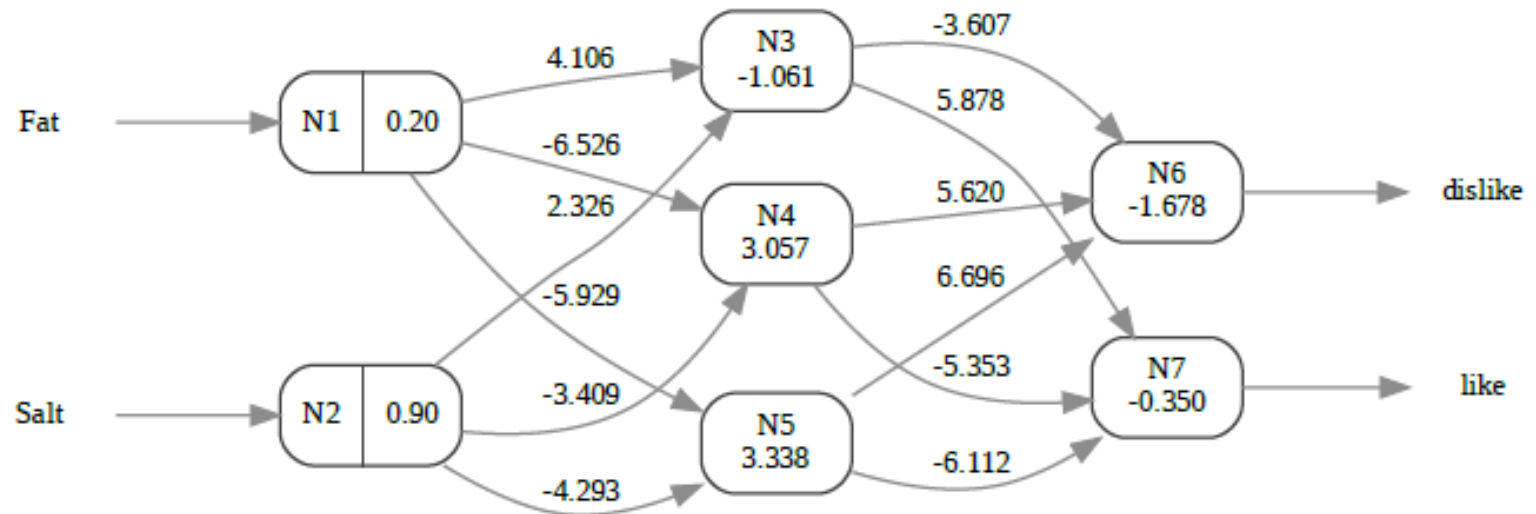 Fat
Salt
N1 0.20
N2 0.90
4.106
-6.526
2.326
-5.929
-3.409
-4.293
N3
-1.061
N4
3.057
N5
3.338
-3.607
5.878
5.620
6.696
-5.353
-6.112
N6
-1.678
N7
-0.350
dislike
like